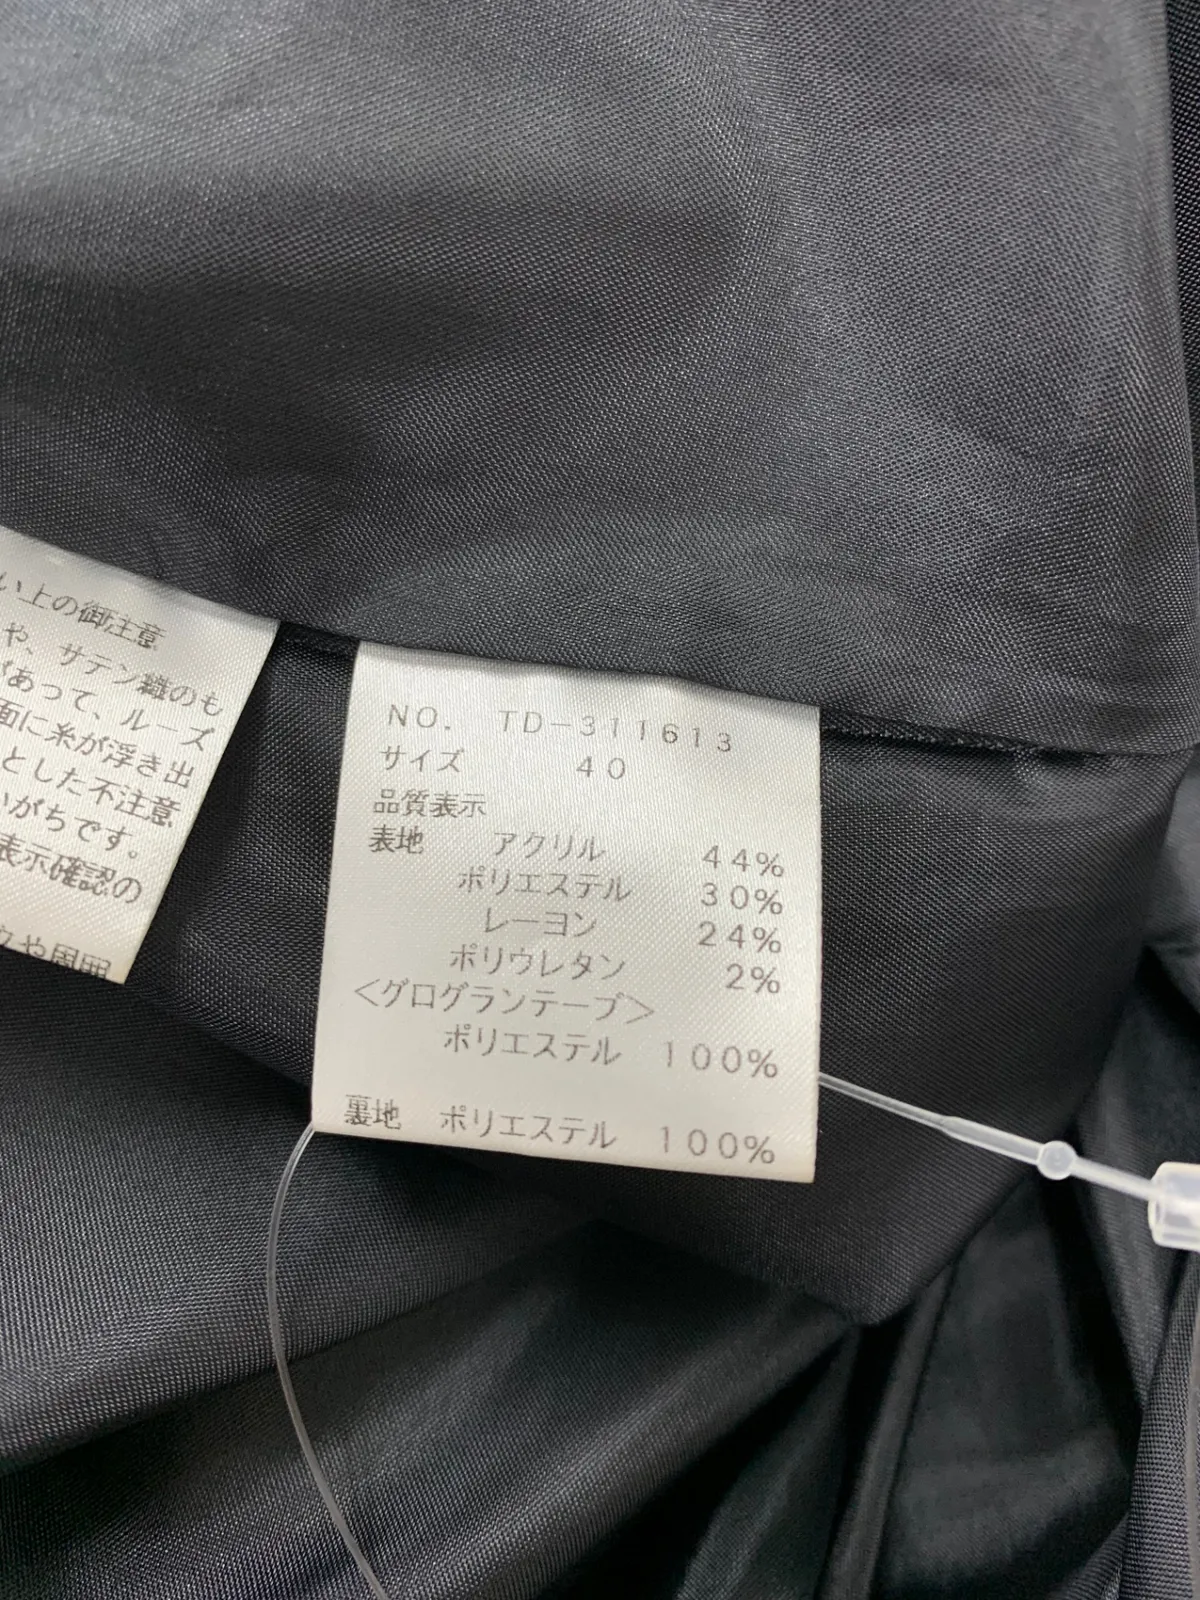 い上の御注意
や、サテン織のも
があって、ルーズ
面に糸が浮き出
とした不注意
いがちです。
表示確認の
や周囲
NO. TD-311613
サイズ 40
品質表示
表地 アクリル 44%
ポリエステル 30%
レーヨン 24%
ポリウレタン 2%
<グログランテープ>
ポリエステル 100%
裏地 ポリエステル 100%